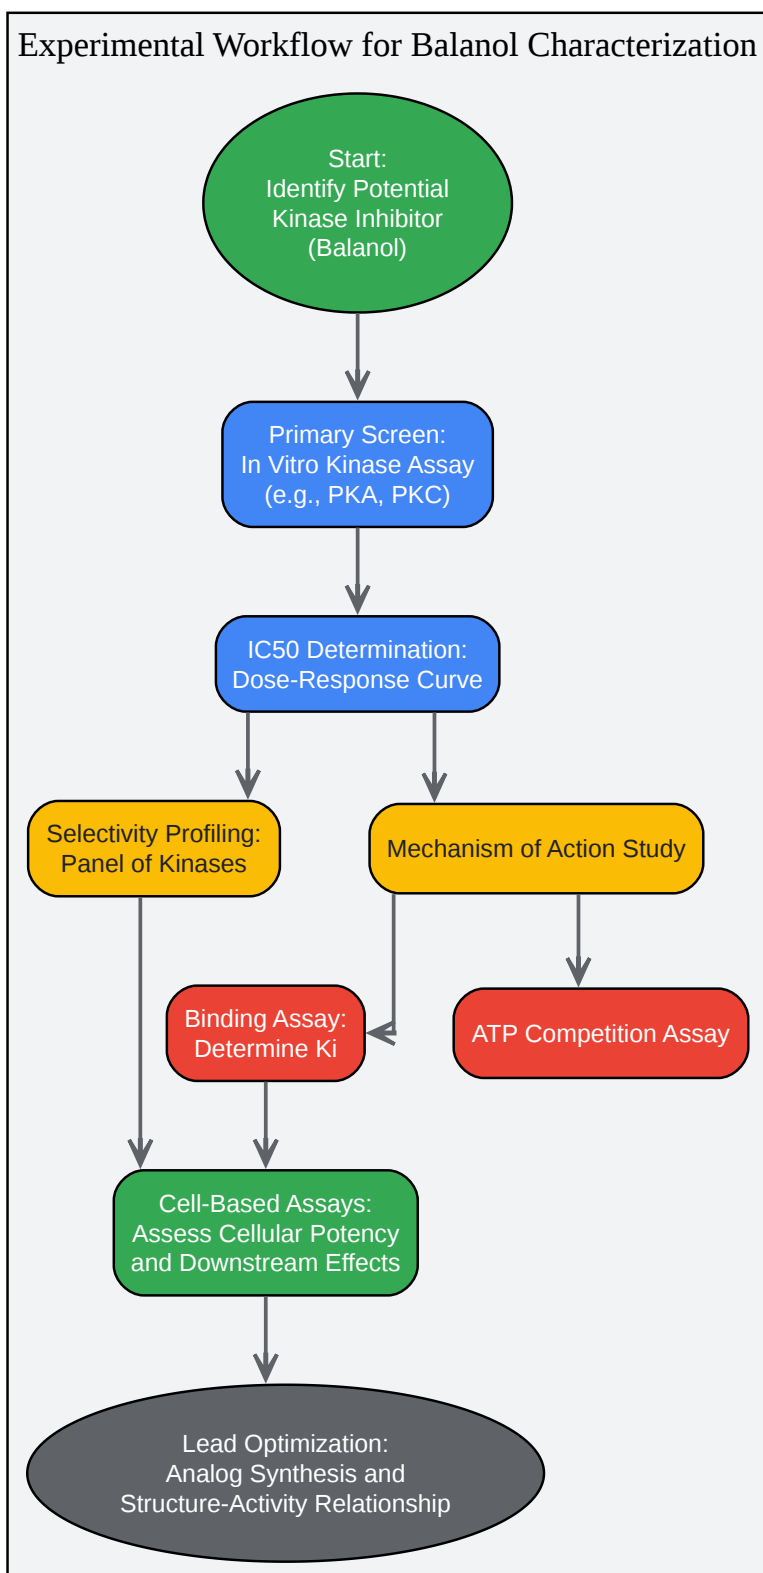 Experimental Workflow for Balanol Characterization
Start:
Identify Potential
Kinase Inhibitor
(Balanol)
Primary Screen:
In Vitro Kinase Assay
(e.g., PKA, PKC)
IC50 Determination:
Dose-Response Curve
Selectivity Profiling:
Panel of Kinases
Mechanism of Action Study
Binding Assay:
Determine Ki
ATP Competition Assay
Cell-Based Assays:
Assess Cellular Potency
and Downstream Effects
Lead Optimization:
Analog Synthesis and
Structure-Activity Relationship